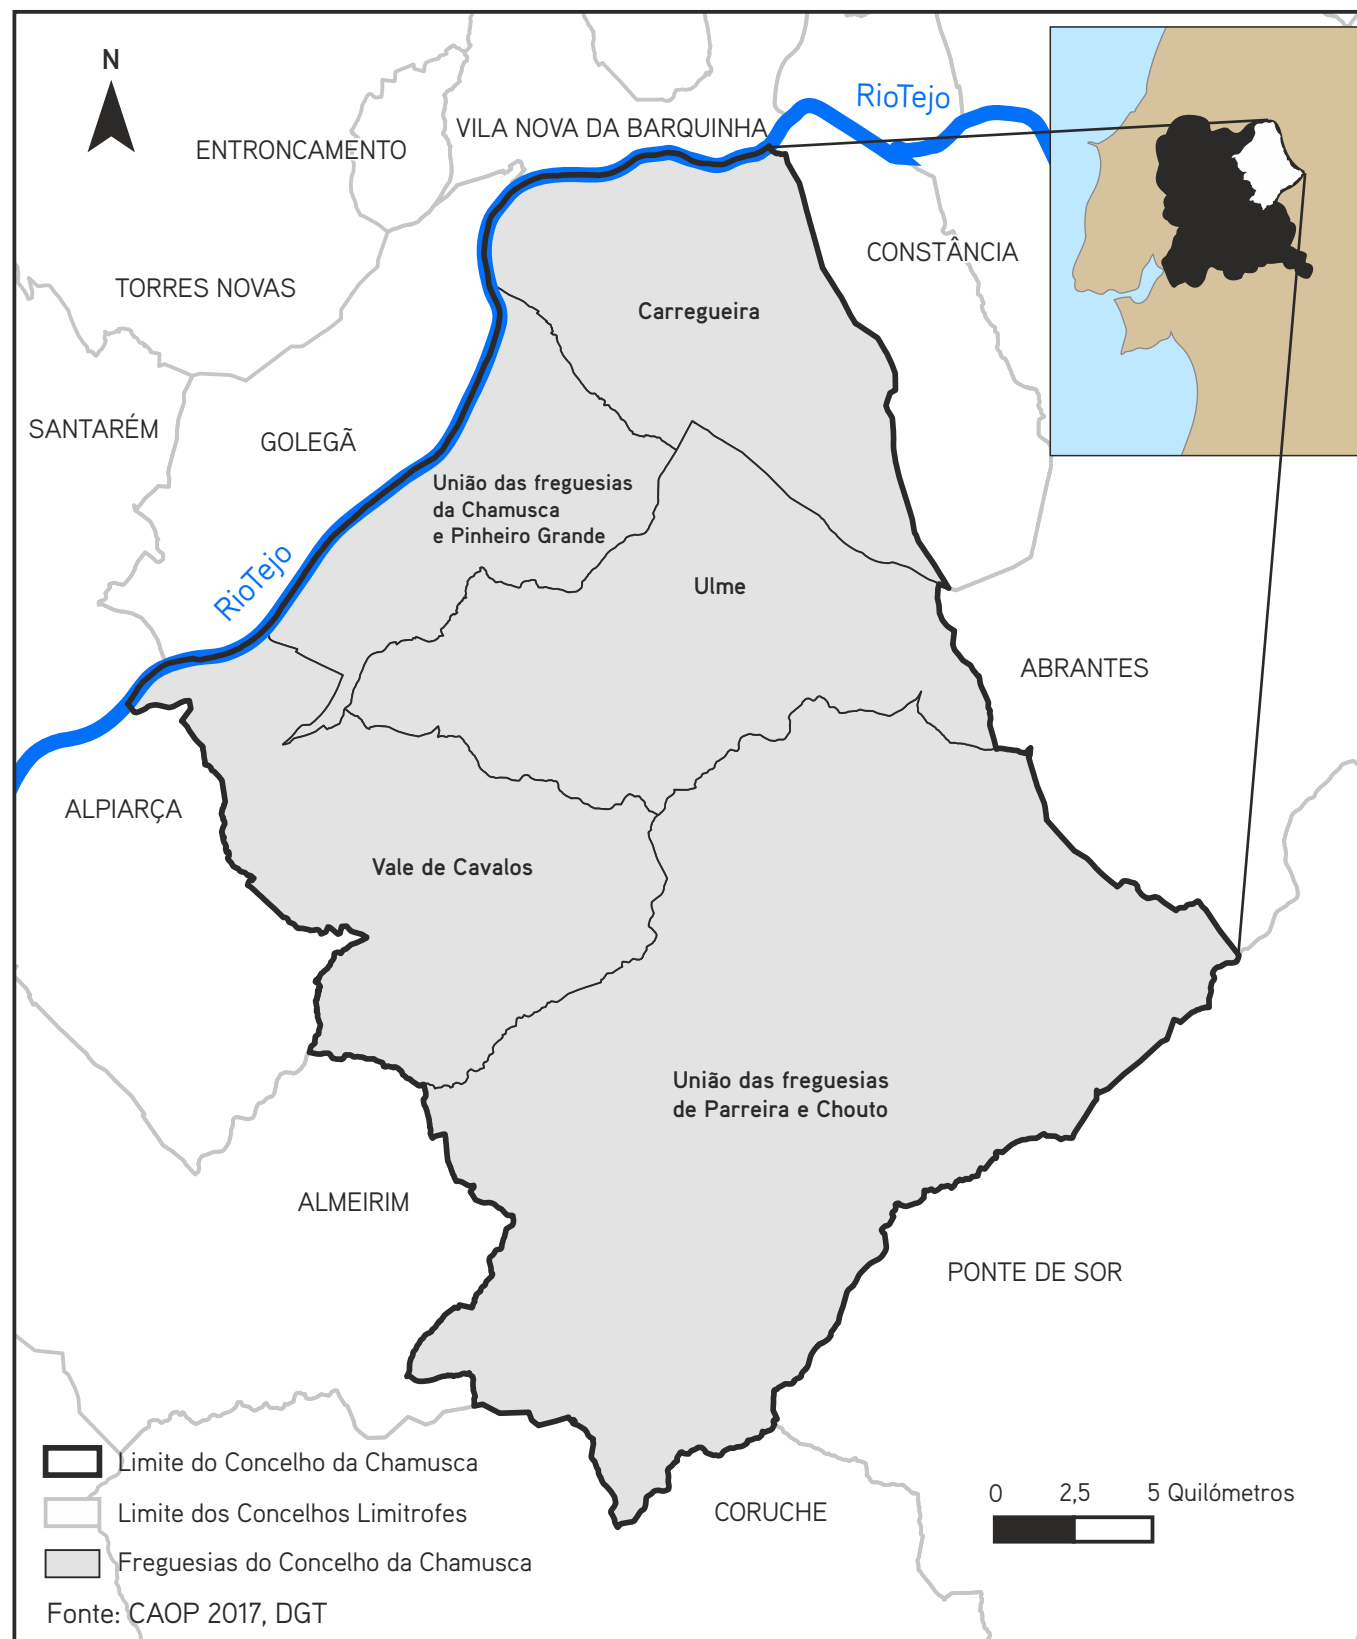 N
RioTejo
VILA NOVA DA BARQUINHA
ENTRONCAMENTO
CONSTÂNCIA
TORRES NOVAS
Carregueira
SANTARÉM
GOLEGÃ
União das freguesias
da Chamusca
e Pinheiro Grande
RioTejo
Ulme
ABRANTES
ALPIARÇA
Vale de Cavalos
União das freguesias
de Parreira e Chouto
ALMEIRIM
PONTE DE SOR
CORUCHE
Limite do Concelho da Chamusca
Limite dos Concelhos Limitrofes
Freguesias do Concelho da Chamusca
Fonte: CAOP 2017, DGT
0 2,5 5 Quilómetros